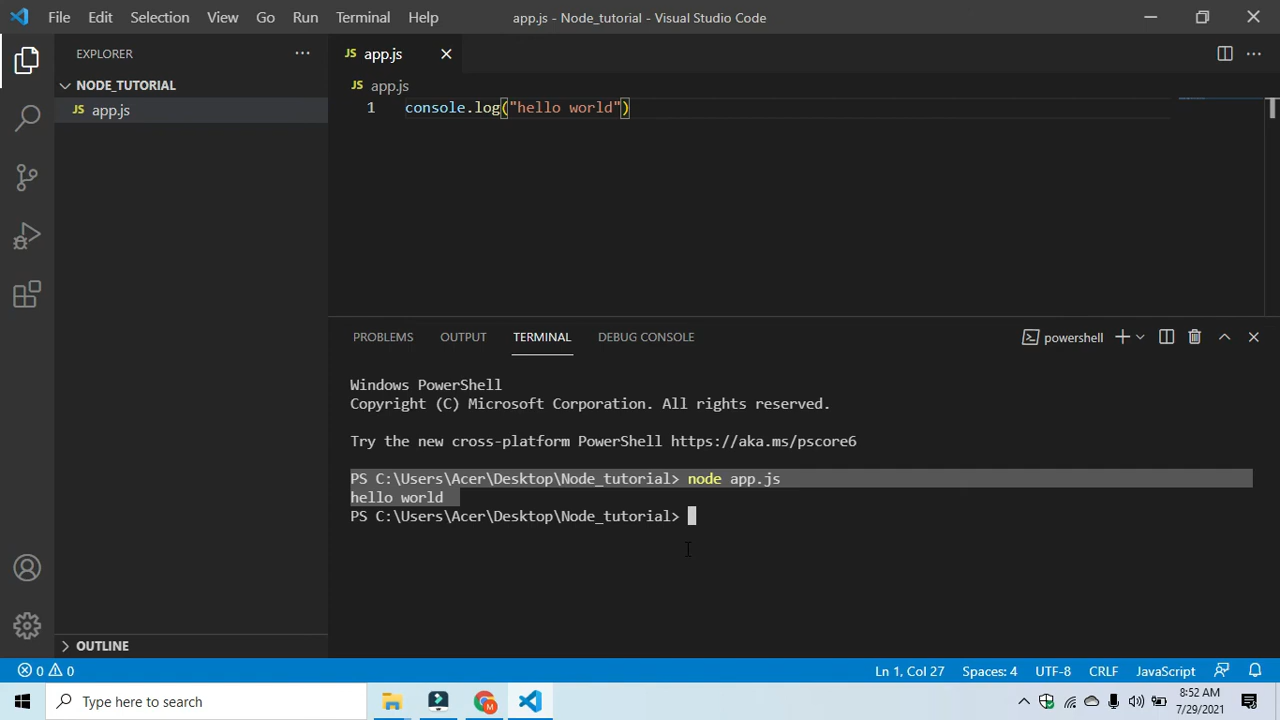 File Edit Selection View Go Run Terminal Help
app.js - Node_tutorial - Visual Studio Code
EXPLORER
NODE_TUTORIAL
JS app.js
OUTLINE
JS app.js
JS app.js
1 console.log("hello world")
PROBLEMS OUTPUT TERMINAL DEBUG CONSOLE
powershell
Windows PowerShell
Copyright (C) Microsoft Corporation. All rights reserved.
Try the new cross-platform PowerShell https://aka.ms/pscore6
PS C:\Users\Acer\Desktop\Node_tutorial> node app.js
hello world
PS C:\Users\Acer\Desktop\Node_tutorial>
0 0
Ln 1, Col 27 Spaces: 4 UTF-8 CRLF JavaScript
Type here to search
M
8:52 AM
7/29/2021